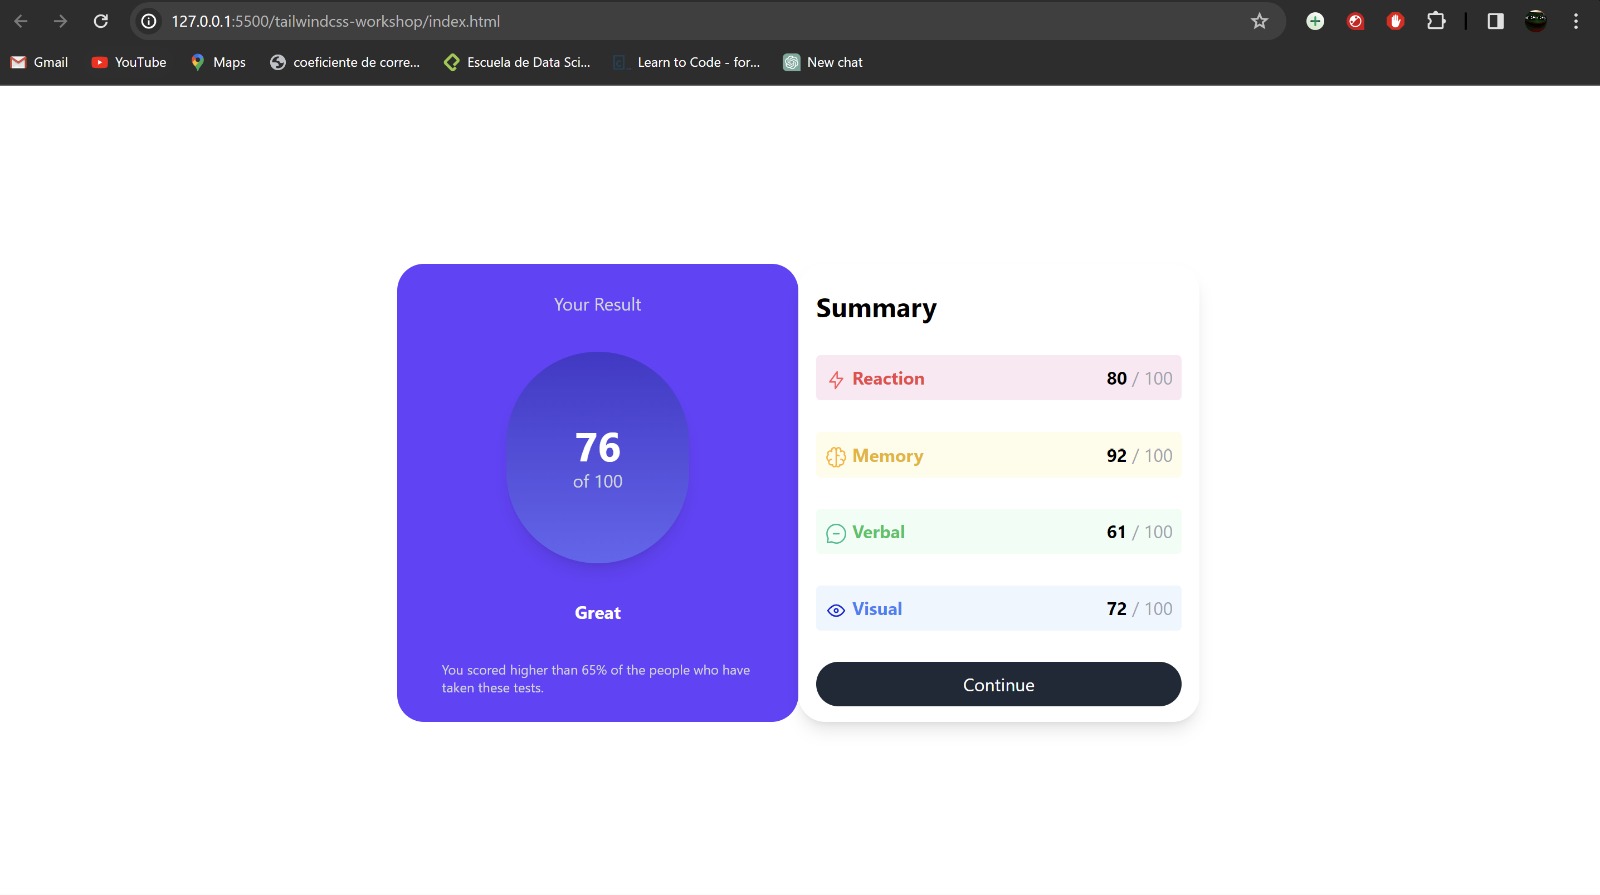 127.0.0.1:5500/tailwindcss-workshop/index.html
Gmail YouTube Maps coeficiente de corre... Escuela de Data Sci... Learn to Code - for... New chat
Your Result
76
of 100
Great
You scored higher than 65% of the people who have
taken these tests.
Summary
Reaction 80 / 100
Memory 92 / 100
Verbal 61 / 100
Visual 72 / 100
Continue